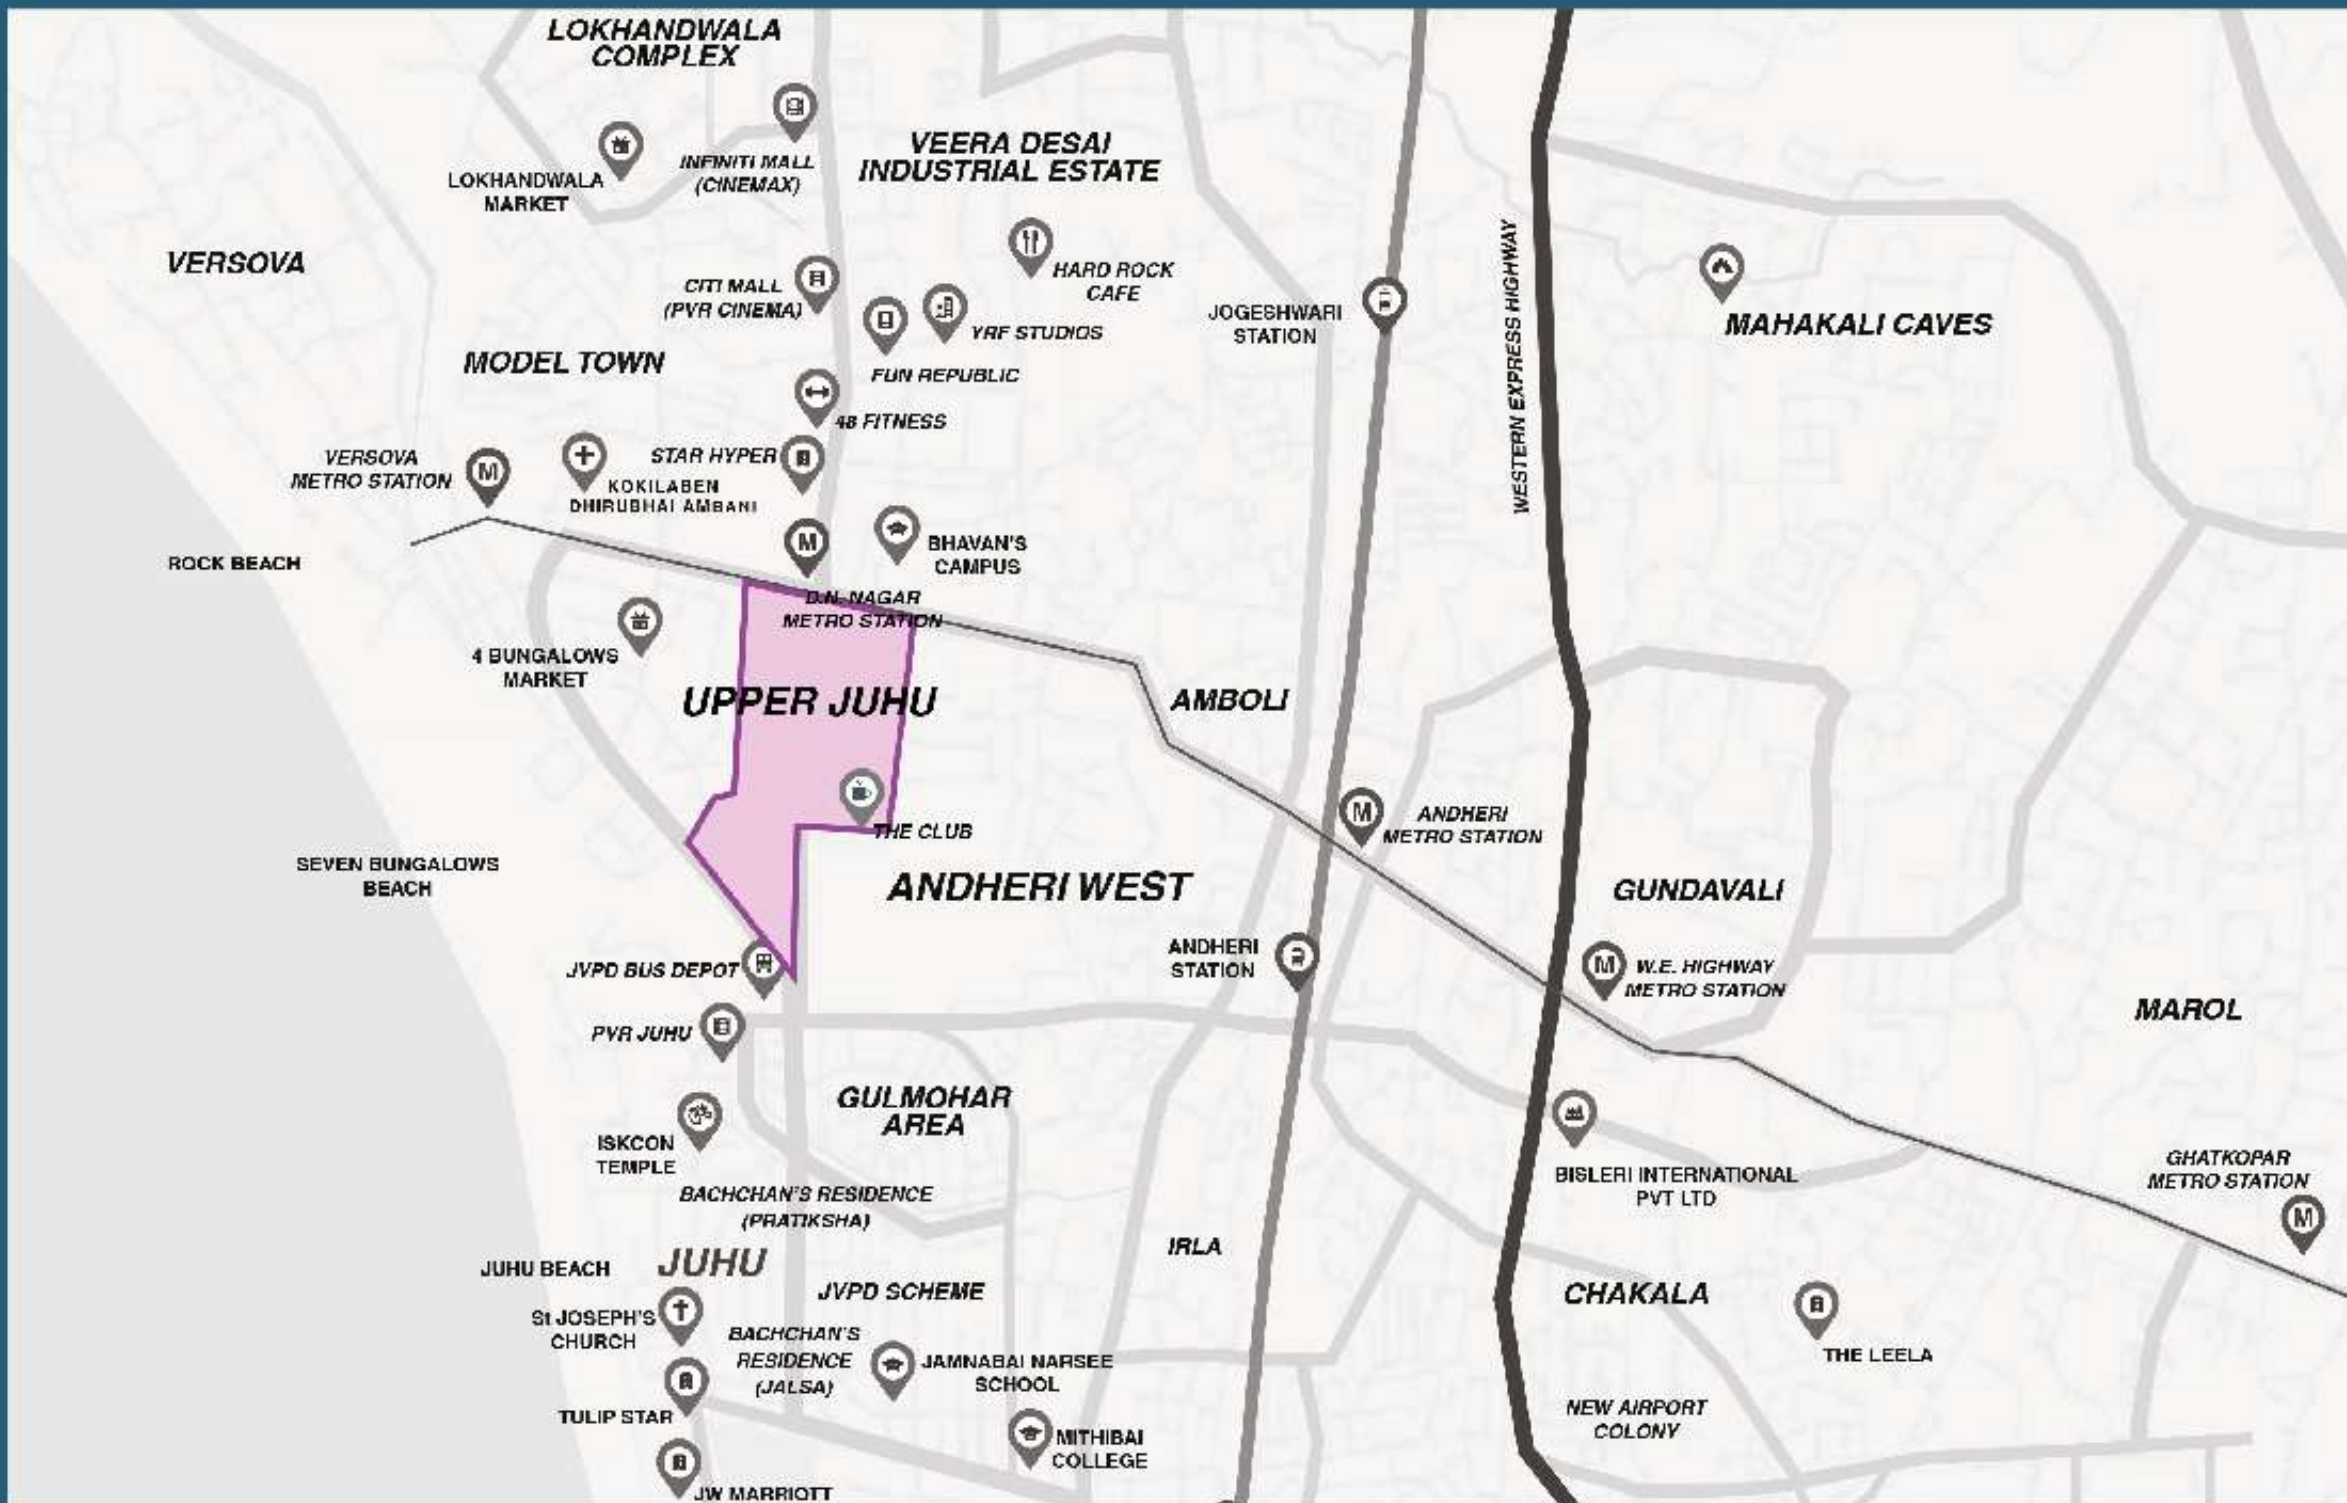 LOKHANDWALA
COMPLEX
LOKHANDWALA
MARKET
INFINITI MALL
(CINEMAX)
VEERA DESAI
INDUSTRIAL ESTATE
HARD ROCK
CAFE
VERSOVA
CITI MALL
(PVR CINEMA)
YRF STUDIOS
FUN REPUBLIC
JOGESHWARI
STATION
WESTERN EXPRESS HIGHWAY
MAHAKALI CAVES
MODEL TOWN
48 FITNESS
VERSOVA
METRO STATION
M
STAR HYPER
KOKILABEN
DHIRUBHAI AMBANI
M
BHAVAN'S
CAMPUS
ROCK BEACH
D.N. NAGAR
METRO STATION
4 BUNGALOWS
MARKET
UPPER JUHU
AMBOLI
THE CLUB
M
ANDHERI
METRO STATION
SEVEN BUNGALOWS
BEACH
ANDHERI WEST
GUNDAVALI
ANDHERI
STATION
M
W.E. HIGHWAY
METRO STATION
JVPD BUS DEPOT
MAROL
PVR JUHU
GULMOHAR
AREA
ISKCON
TEMPLE
BISLERI INTERNATIONAL
PVT LTD
GHATKOPAR
METRO STATION
M
BACHCHAN'S RESIDENCE
(PRATIKSHA)
IRLA
JUHU BEACH
JUHU
JVPD SCHEME
CHAKALA
St JOSEPH'S
CHURCH
BACHCHAN'S
RESIDENCE
(JALSA)
JAMNABAI NARSEE
SCHOOL
THE LEELA
TULIP STAR
MITHIBAI
COLLEGE
NEW AIRPORT
COLONY
JW MARRIOTT